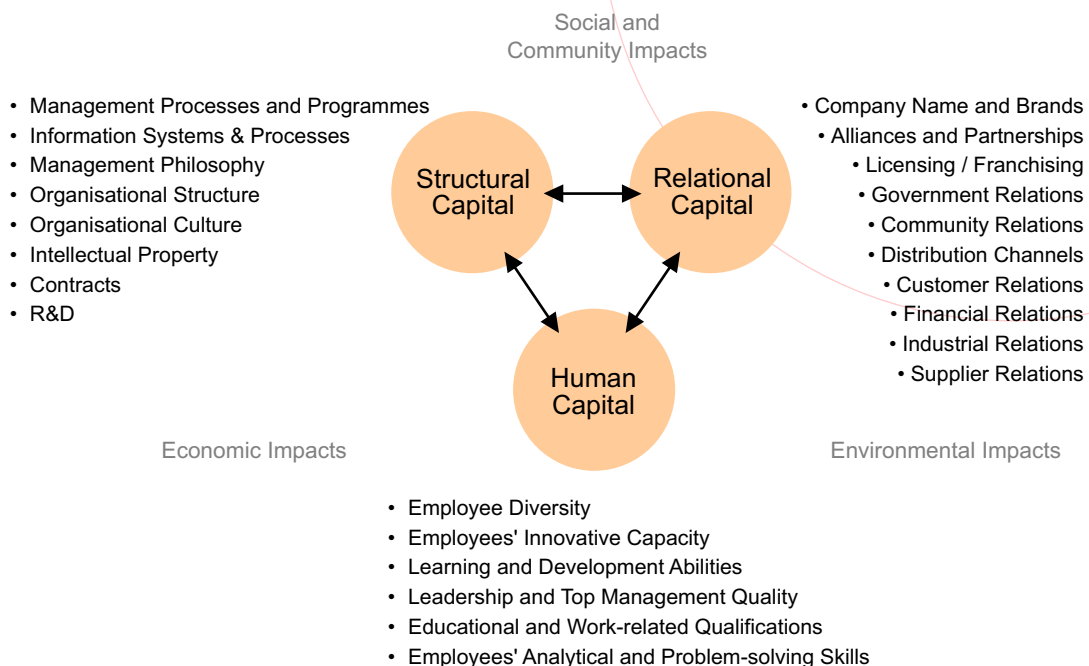 Social and
Community Impacts
• Management Processes and Programmes
• Information Systems & Processes
• Management Philosophy
• Organisational Structure
• Organisational Culture
• Intellectual Property
• Contracts
• R&D
Structural
Capital
Relational
Capital
• Company Name and Brands
• Alliances and Partnerships
• Licensing / Franchising
• Government Relations
• Community Relations
• Distribution Channels
• Customer Relations
• Financial Relations
• Industrial Relations
• Supplier Relations
Human
Capital
Economic Impacts
Environmental Impacts
• Employee Diversity
• Employees' Innovative Capacity
• Learning and Development Abilities
• Leadership and Top Management Quality
• Educational and Work-related Qualifications
• Employees' Analytical and Problem-solving Skills